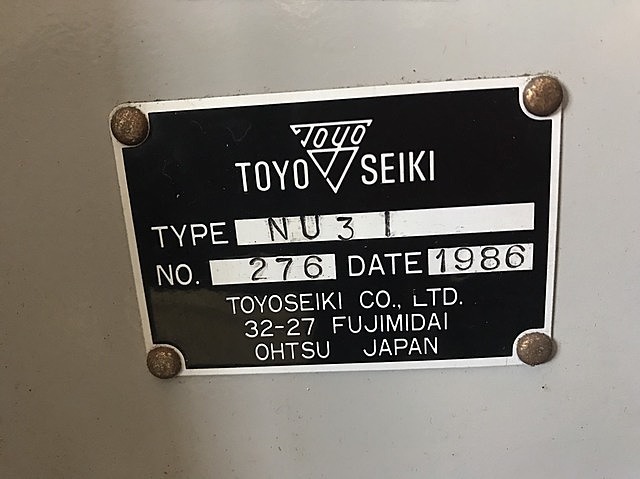 TOYO
TOYO SEIKI
TYPE NU31
NO. 276 DATE 1986
TOYOSEIKI CO., LTD.
32-27 FUJIMIDAI
OHTSU JAPAN